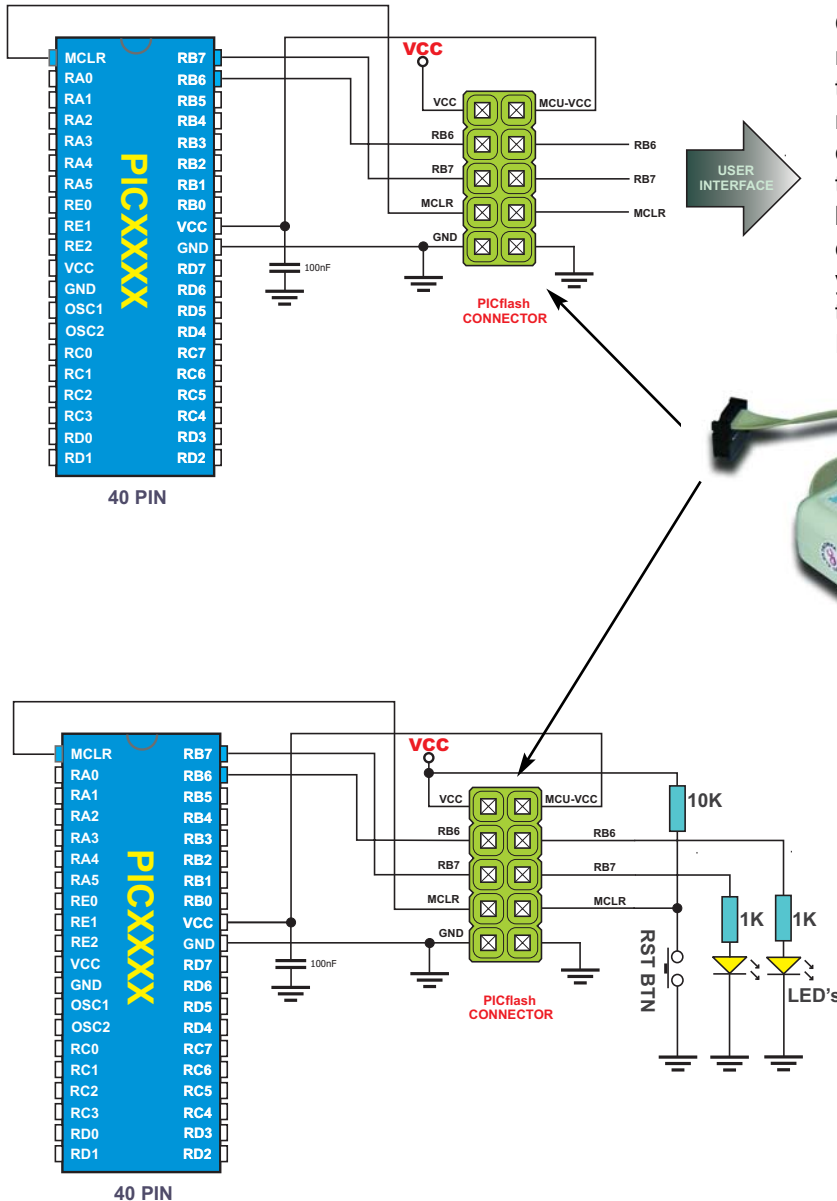 VCC
MCLR RB7
RA0 RB6
RA1 RB5
RA2 RB4
RA3 RB3
RA4 RB2
RA5 RB1
RE0 RB0
RE1 VCC
RE2 GND
VCC RD7
GND RD6
OSC1 RD5
OSC2 RD4
RC0 RC7
RC1 RC6
RC2 RC5
RC3 RC4
RD0 RD3
RD1 RD2
PICXXXX
40 PIN
100nF
VCC MCU-VCC
RB6 RB6
RB7 RB7
MCLR MCLR
GND
PICflash
CONNECTOR
USER
INTERFACE
VCC
MCLR RB7
RA0 RB6
RA1 RB5
RA2 RB4
RA3 RB3
RA4 RB2
RA5 RB1
RE0 RB0
RE1 VCC
RE2 GND
VCC RD7
GND RD6
OSC1 RD5
OSC2 RD4
RC0 RC7
RC1 RC6
RC2 RC5
RC3 RC4
RD0 RD3
RD1 RD2
PICXXXX
40 PIN
100nF
VCC MCU-VCC
RB6 RB6
RB7 RB7
MCLR MCLR
GND
PICflash
CONNECTOR
10K
1K 1K
RST BTN
LED's